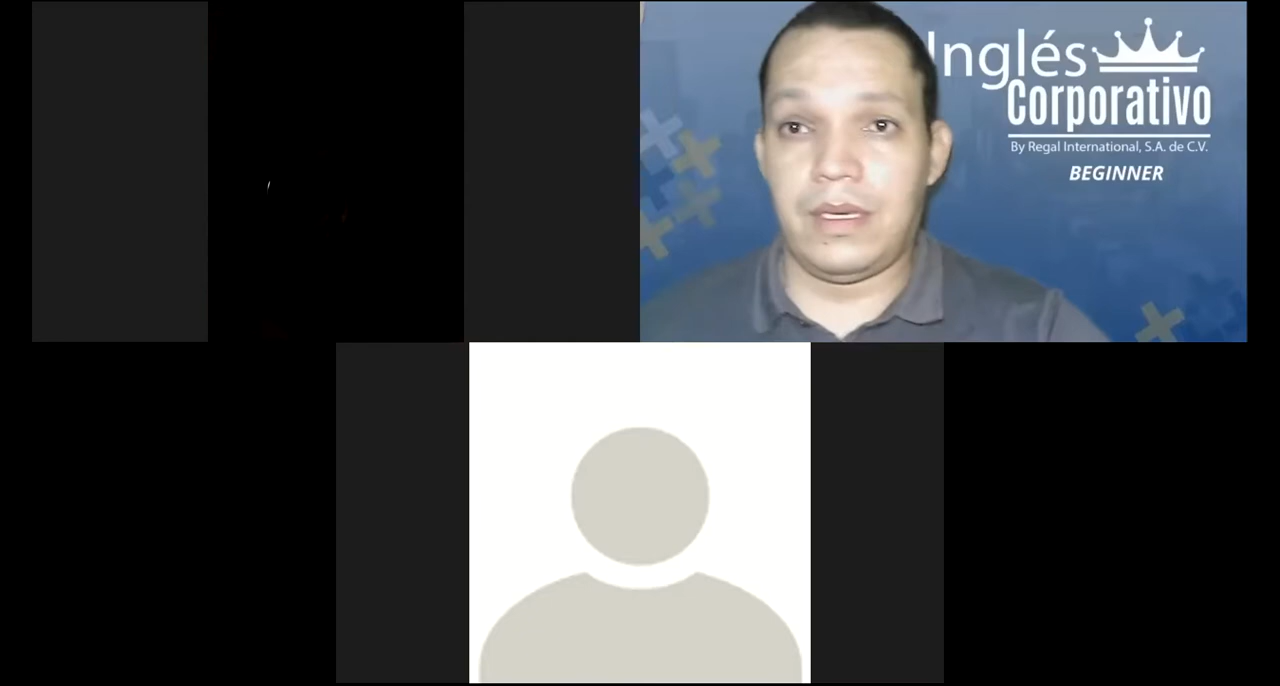 Inglés
Corporativo
By Regal International, S.A. de C.V.
BEGINNER